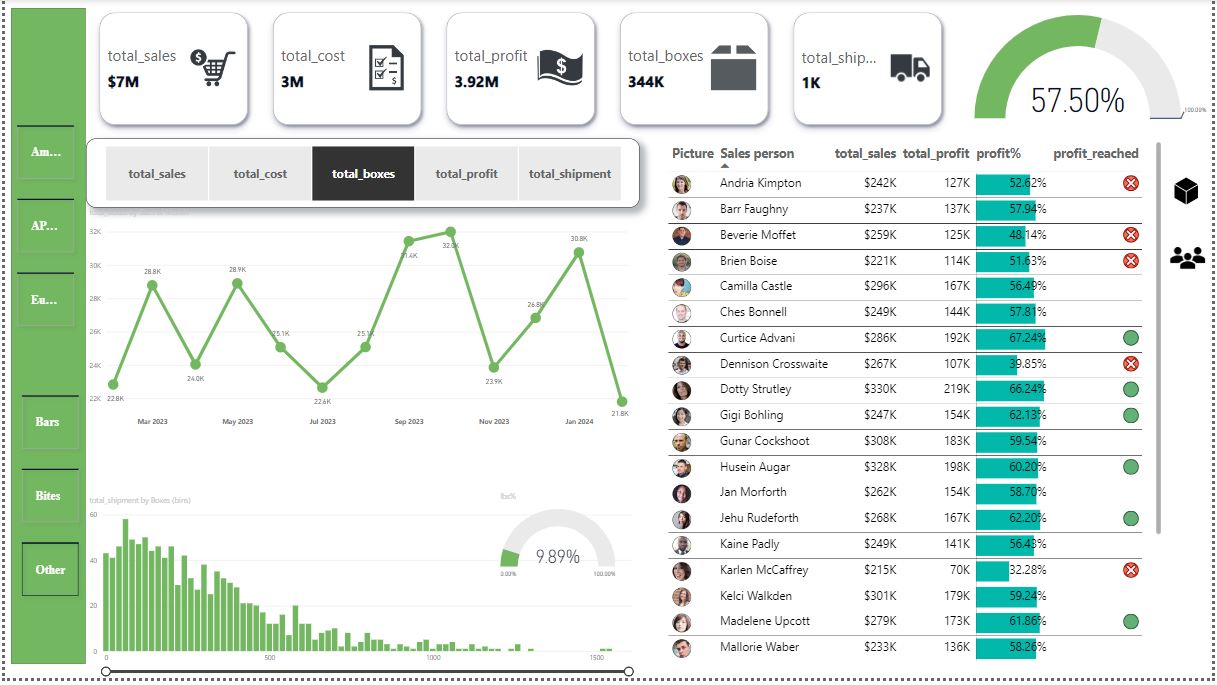 total_sales
$7M
total_cost
3M
total_profit
3.92M
total_boxes
344K
total_ship...
1K
57.50%
100.00%
Am...
AP...
Eu...
Bars
Bites
Other
total_sales total_cost total_boxes total_profit total_shipment
32K
30K
28K
26K
24K
22K
22.8K
28.8K
24.0K
28.9K
25.1K
22.6K
25.1K
31.4K
32.0K
23.9K
26.8K
30.8K
21.8K
Mar 2023 May 2023 Jul 2023 Sep 2023 Nov 2023 Jan 2024
total_shipment by Boxes (bins)
60
40
20
0
0 500 1000 1500
lbs%
9.89%
0.00% 100.00%
Picture Sales person total_sales total_profit profit% profit_reached
Andria Kimpton $242K 127K 52.62%
Barr Faughny $237K 137K 57.94%
Beverie Moffet $259K 125K 48.14%
Brien Boise $221K 114K 51.63%
Camilla Castle $296K 167K 56.49%
Ches Bonnell $249K 144K 57.81%
Curtice Advani $286K 192K 67.24%
Dennison Crosswaite $267K 107K 39.85%
Dotty Strutley $330K 219K 66.24%
Gigi Bohling $247K 154K 62.13%
Gunar Cockshoot $308K 183K 59.54%
Husein Augar $328K 198K 60.20%
Jan Morforth $262K 154K 58.70%
Jehu Rudeforth $268K 167K 62.20%
Kaine Padly $249K 141K 56.43%
Karlen McCaffrey $215K 70K 32.28%
Kelci Walkden $301K 179K 59.24%
Madelene Upcott $279K 173K 61.86%
Mallorie Waber $233K 136K 58.26%